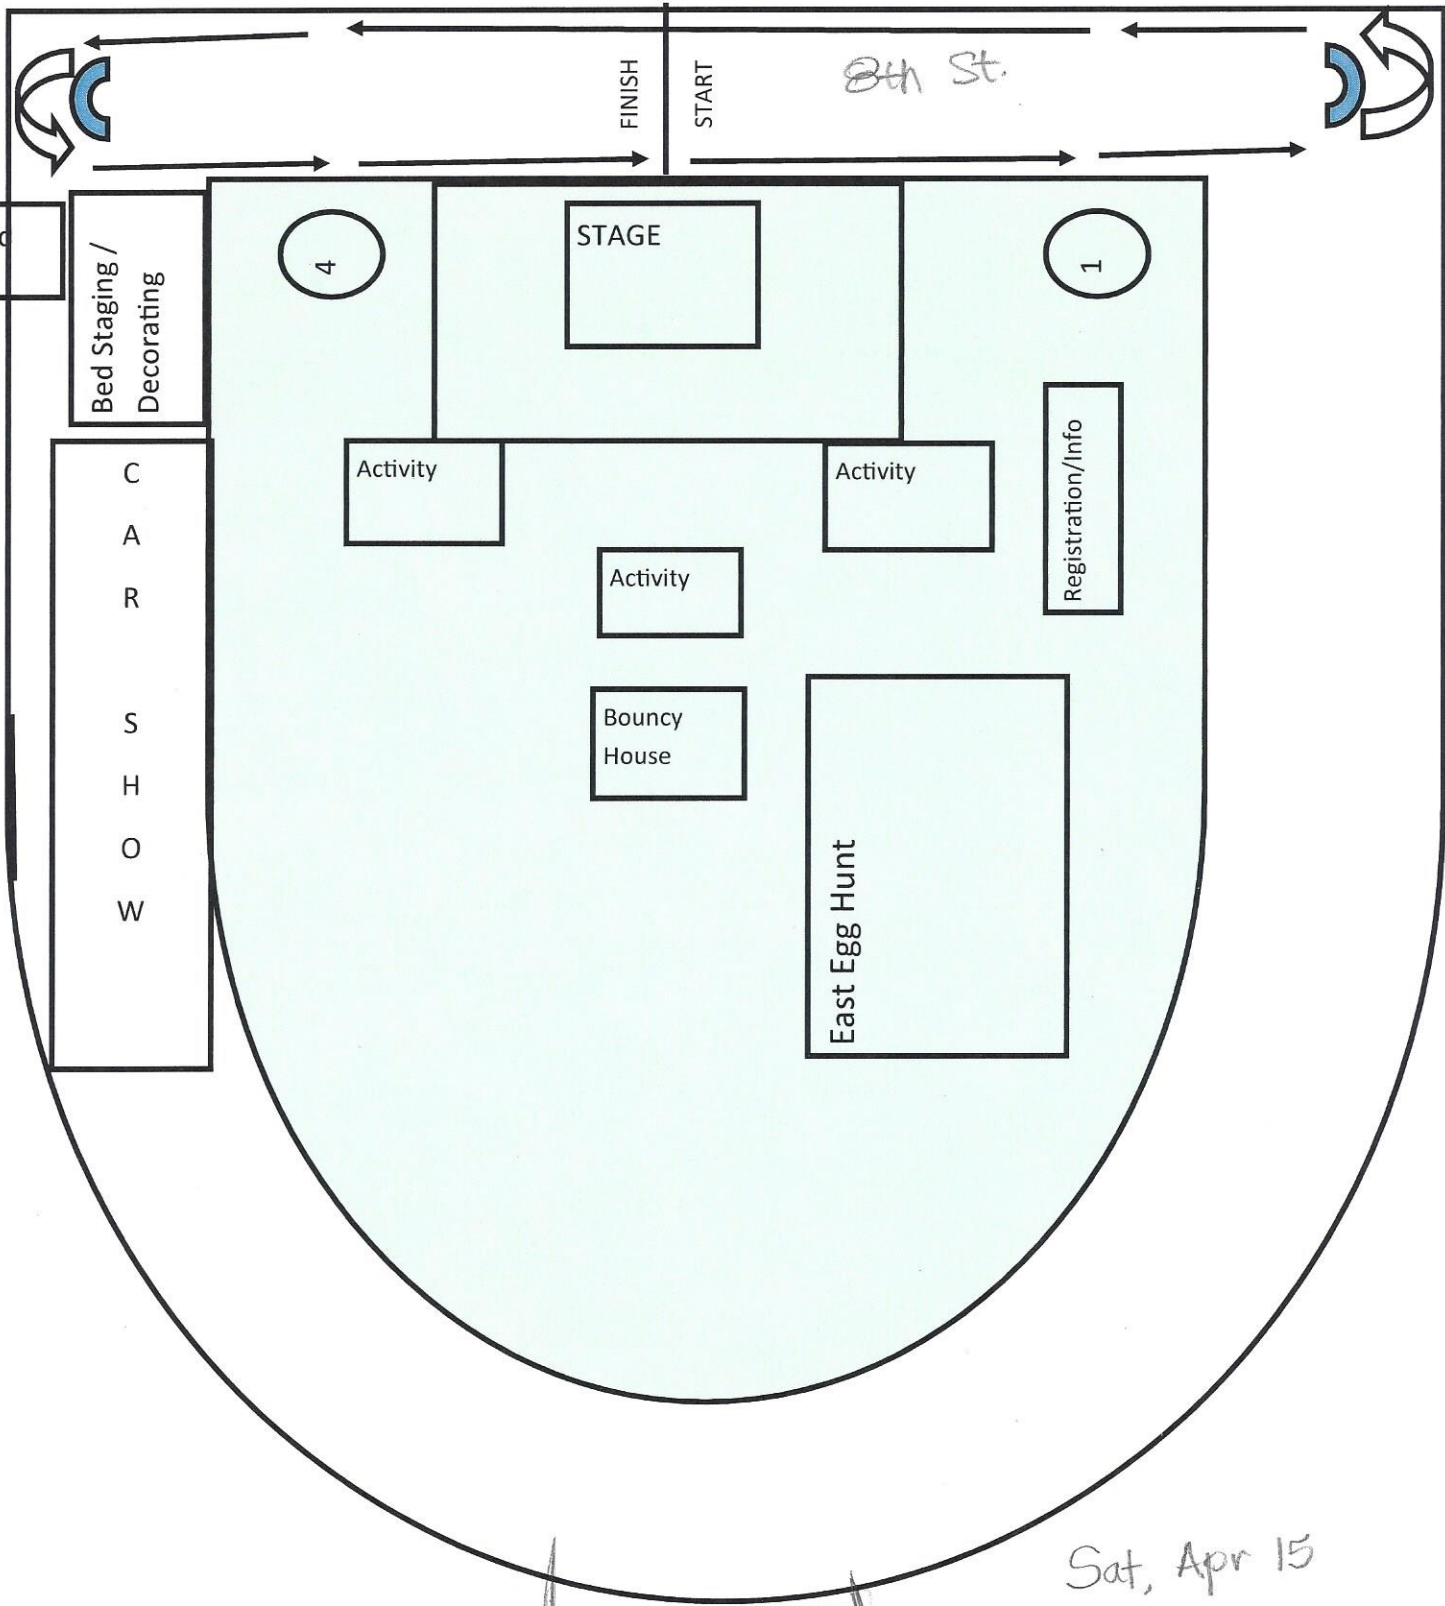 8th St.
FINISH
START
STAGE
4
1
Bed Staging /
Decorating
Activity
Activity
Registration/Info
C
A
R
S
H
O
W
Activity
Bouncy
House
East Egg Hunt
Sat, Apr 15